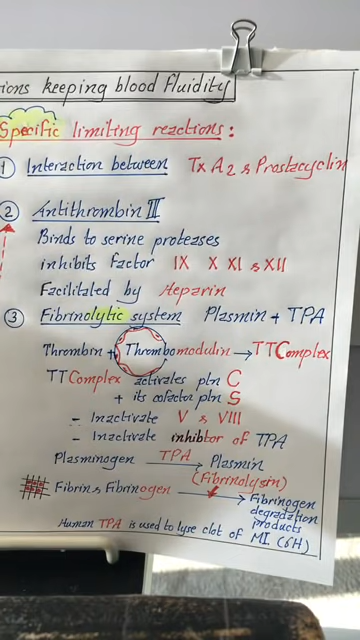 ions keeping blood fluidity
Specific limiting reactions:
① Interaction between TxA2 & Prostacyclin
② Antithrombin III
Binds to serine proteases
inhibits factor IX X XI & XII
Facilitated by Heparin
③ Fibrinolytic system Plasmin + TPA
Thrombin + Thrombomodulin → TTComplex
TTComplex activates ptn C
+ its cofactor ptn S
- Inactivate V & VIII
- Inactivate inhibtor of TPA
Plasminogen TPA → Plasmin
(Fibrinolysin)
Fibrin & Fibrinogen → Fibrinogen
degradation
products
Human TPA is used to lyse clot of MI (6H)